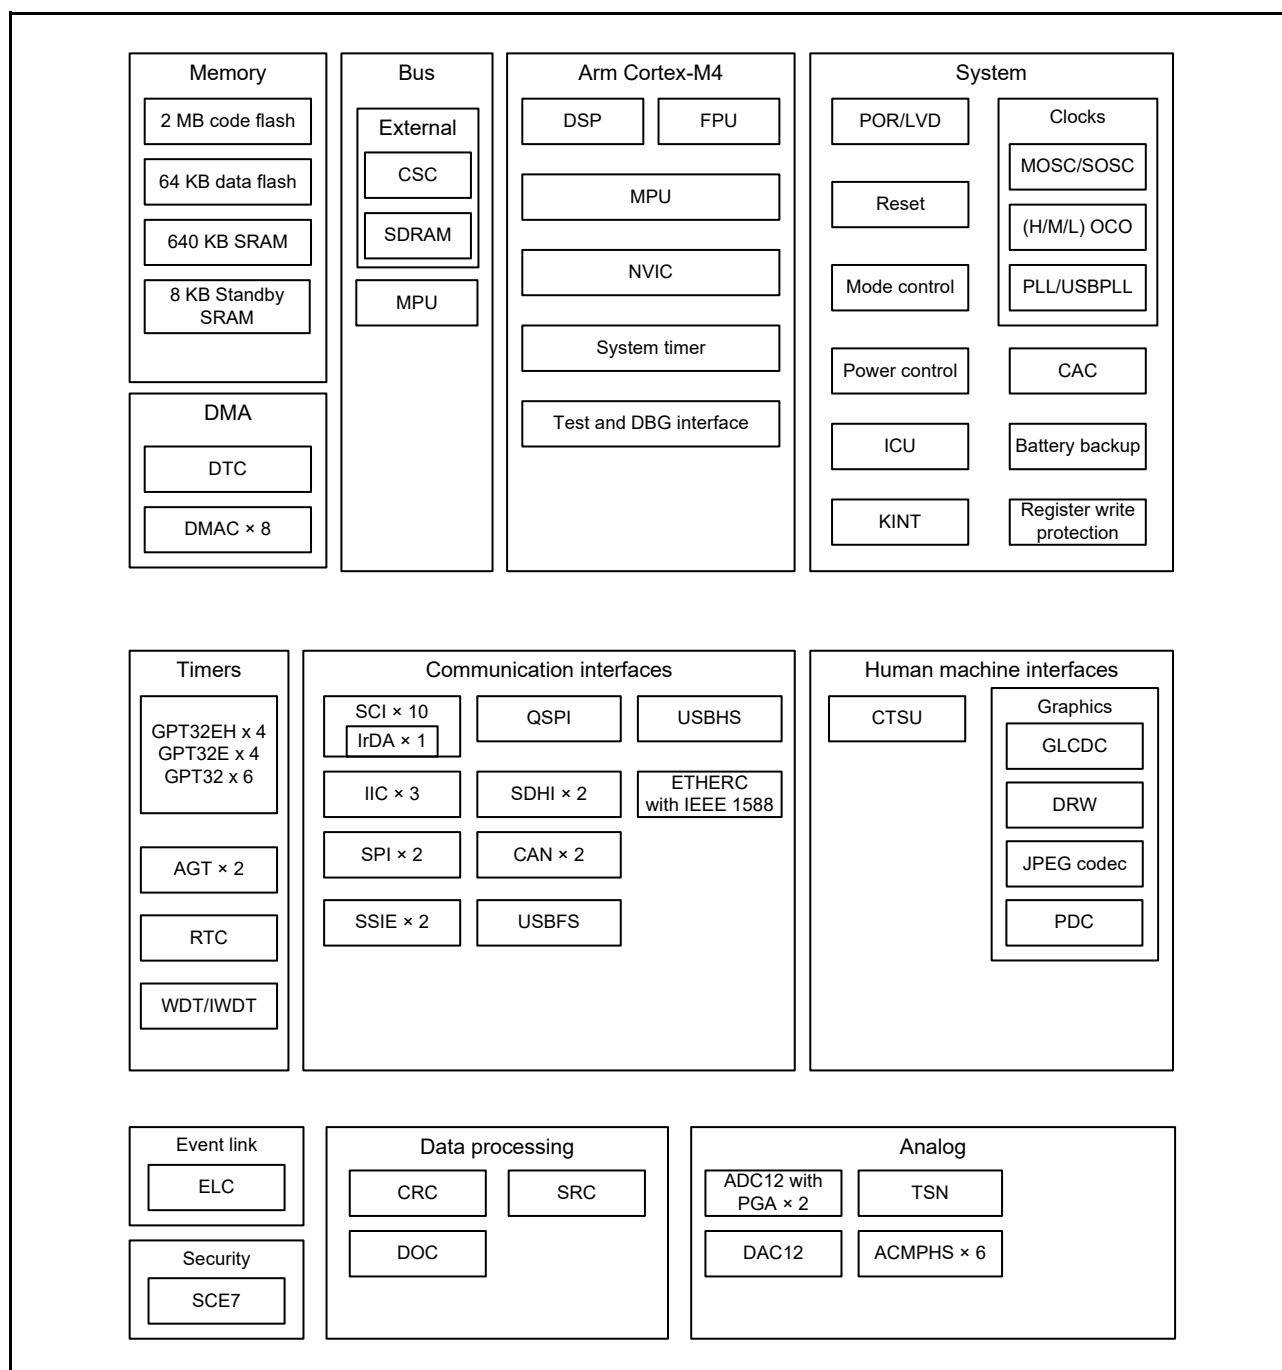 Memory
2 MB code flash
64 KB data flash
640 KB SRAM
8 KB Standby
SRAM
DMA
DTC
DMAC × 8
Bus
External
CSC
SDRAM
MPU
Arm Cortex-M4
DSP
FPU
MPU
NVIC
System timer
Test and DBG interface
System
POR/LVD
Reset
Mode control
Power control
ICU
KINT
Clocks
MOSC/SOSC
(H/M/L) OCO
PLL/USBPLL
CAC
Battery backup
Register write
protection
Timers
GPT32EH x 4
GPT32E x 4
GPT32 x 6
AGT × 2
RTC
WDT/IWDT
Communication interfaces
SCI × 10
IrDA × 1
IIC × 3
SPI × 2
SSIE × 2
QSPI
SDHI × 2
CAN × 2
USBFS
USBHS
ETHERC
with IEEE 1588
Human machine interfaces
CTSU
Graphics
GLCDC
DRW
JPEG codec
PDC
Event link
ELC
Security
SCE7
Data processing
CRC
SRC
DOC
Analog
ADC12 with
PGA × 2
TSN
DAC12
ACMPHS × 6